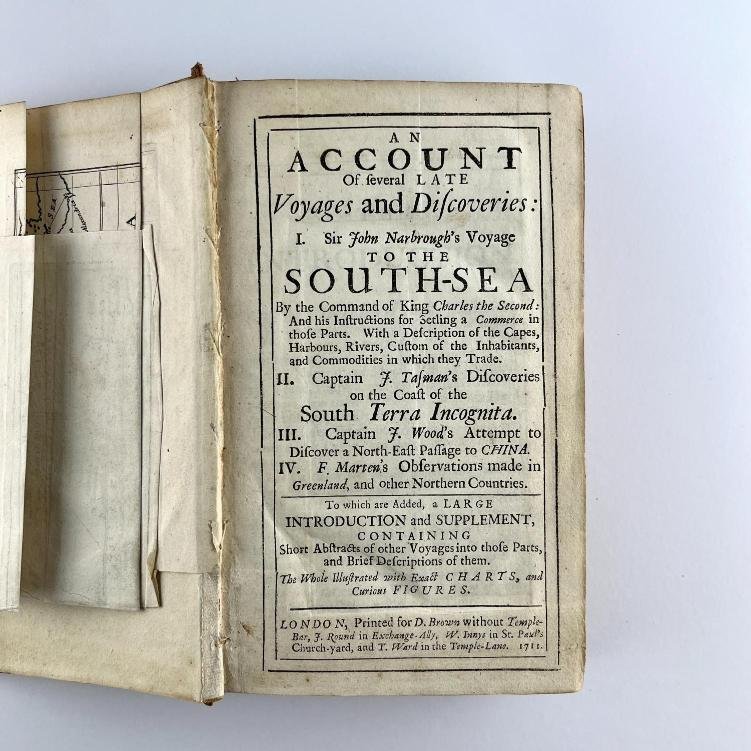 AN
ACCOUNT
Of ſeveral LATE
Voyages and Diſcoveries:
I. Sir John Narbrough's Voyage
TO THE
SOUTH-SEA
By the Command of King Charles the Second:
And his Inſtructions for Setling a Commerce in
thoſe Parts. With a Deſcription of the Capes,
Harbours, Rivers, Cuſtom of the Inhabitants,
and Commodities in which they Trade.
II. Captain J. Taſman's Diſcoveries
on the Coaſt of the
South Terra Incognita.
III. Captain J. Wood's Attempt to
Diſcover a North-Eaſt Paſſage to CHINA.
IV. F. Marten's Obſervations made in
Greenland, and other Northern Countries.
To which are Added, a LARGE
INTRODUCTION and SUPPLEMENT,
CONTAINING
Short Abſtracts of other Voyages into thoſe Parts,
and Brief Deſcriptions of them.
The Whole Illuſtrated with Exact CHARTS, and
Curious FIGURES.
LONDON, Printed for D. Brown without Temple-
Bar, J. Round in Exchange-Ally, W. Innys in St. Paul's
Church-yard, and T. Ward in the Temple-Lane. 1711.